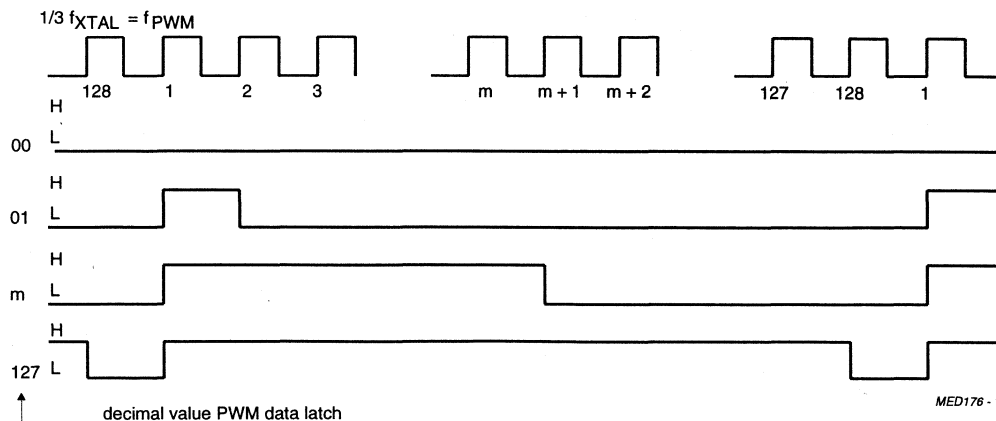 1/3 fXTAL = fPWM
128 1 2 3 m m + 1 m + 2 127 128 1
H
L
00
H
L
01
H
L
m
H
L
127
decimal value PWM data latch
MED176 -